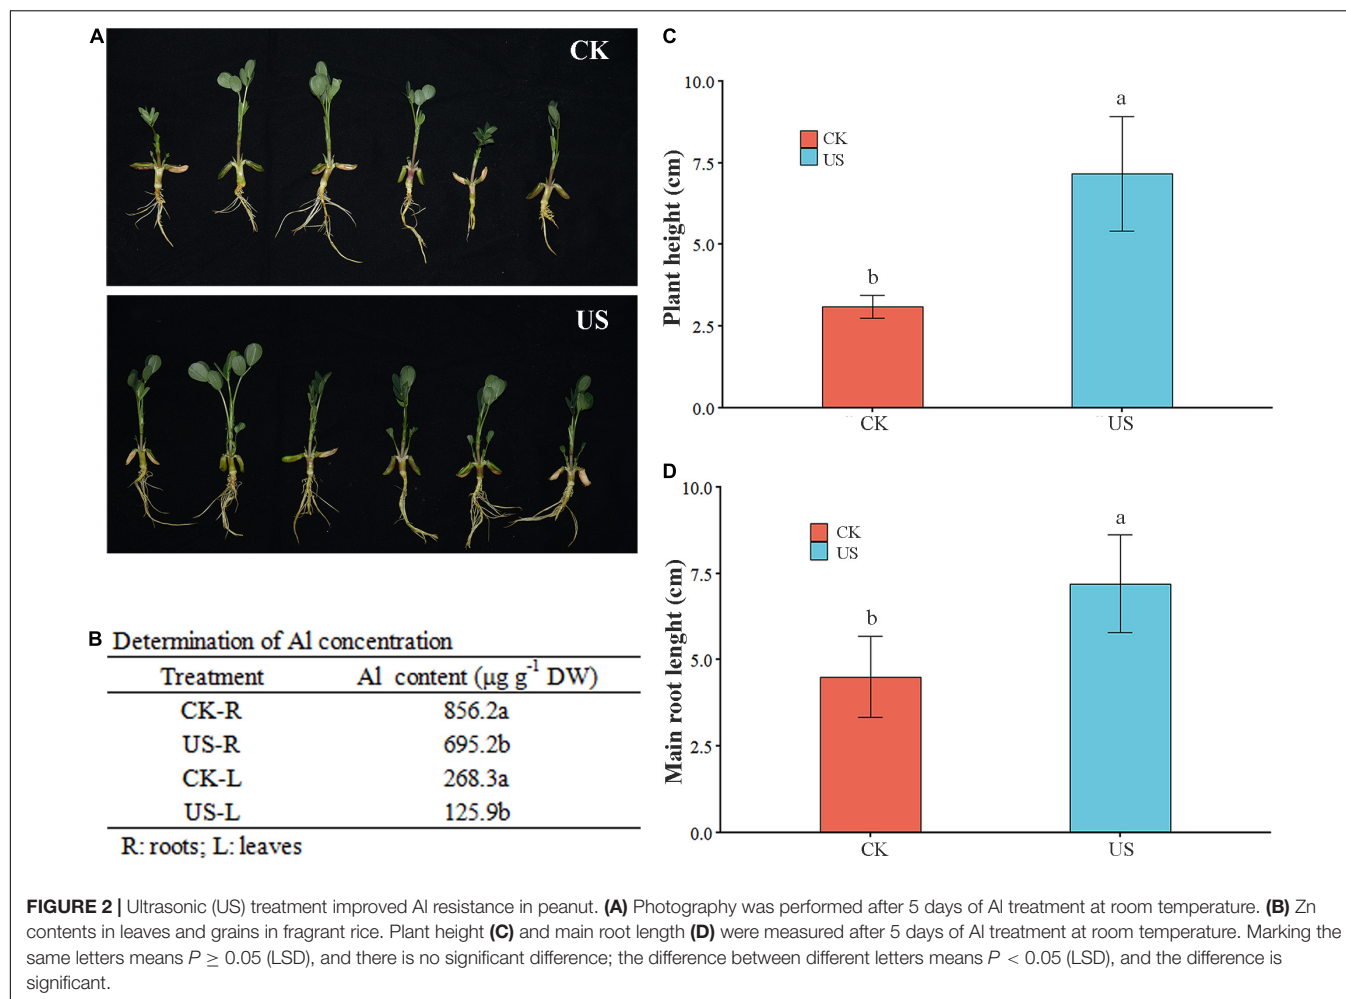 A
CK
US
B Determination of Al concentration
Treatment Al content (µg g⁻¹ DW)
CK-R 856.2a
US-R 695.2b
CK-L 268.3a
US-L 125.9b
R: roots; L: leaves
C
Plant height (cm)
10.0
7.5
5.0
2.5
0.0
CK
US
b
a
CK US
D
Main root lenght (cm)
10.0
7.5
5.0
2.5
0.0
CK
US
b
a
CK US
FIGURE 2 | Ultrasonic (US) treatment improved Al resistance in peanut. (A) Photography was performed after 5 days of Al treatment at room temperature. (B) Zn
contents in leaves and grains in fragrant rice. Plant height (C) and main root length (D) were measured after 5 days of Al treatment at room temperature. Marking the
same letters means P ≥ 0.05 (LSD), and there is no significant difference; the difference between different letters means P < 0.05 (LSD), and the difference is
significant.